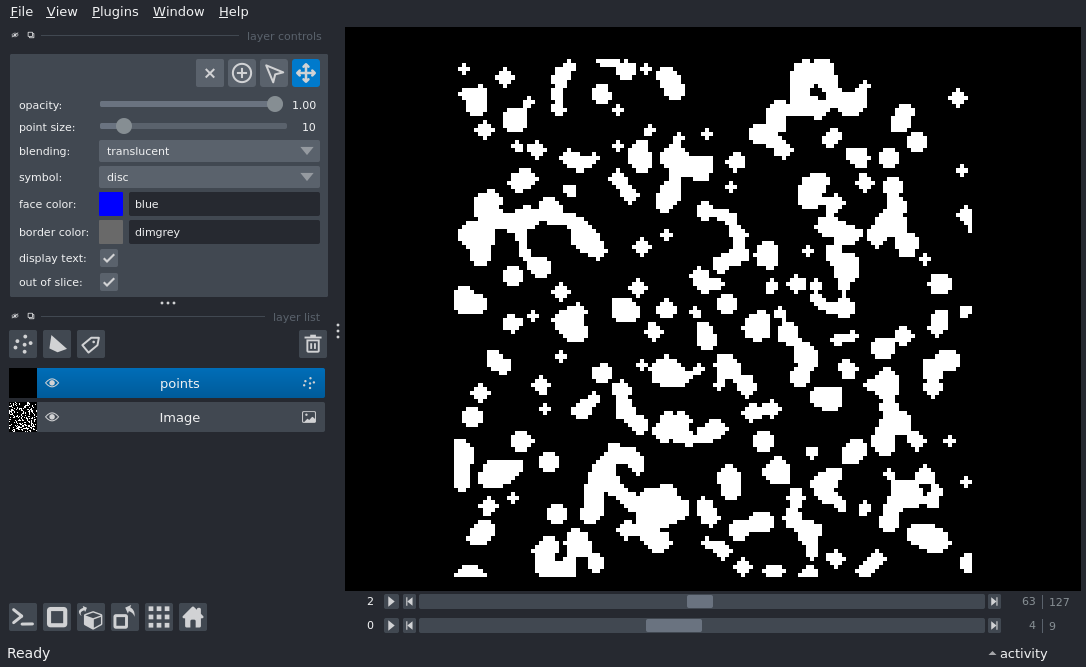 File View Plugins Window Help
layer controls
opacity: 1.00
point size: 10
blending: translucent
symbol: disc
face color: blue
border color: dimgrey
display text:
out of slice:
layer list
points
Image
2 63 127
0 4 9
Ready activity